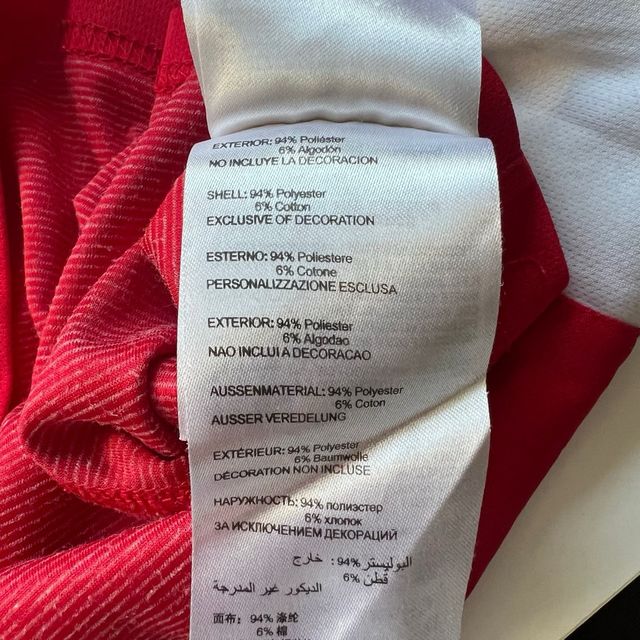 EXTERIOR: 94% Poliéster
6% Algodón
NO INCLUYE LA DECORACION
SHELL: 94% Polyester
6% Cotton
EXCLUSIVE OF DECORATION
ESTERNO: 94% Poliestere
6% Cotone
PERSONALIZZAZIONE ESCLUSA
EXTERIOR: 94% Poliester
6% Algodao
NAO INCLUI A DECORACAO
AUSSENMATERIAL: 94% Polyester
6% Coton
AUSSER VEREDELUNG
EXTÉRIEUR: 94% Polyester
6% Baumwolle
DÉCORATION NON INCLUSE
НАРУЖНОСТЬ: 94% полиэстер
6% хлопок
ЗА ИСКЛЮЧЕНИЕМ ДЕКОРАЦИЙ
خارج :94% البوليستر
6% قطن
الديكور غير المدرجة
面布: 94% 涤纶
6% 棉